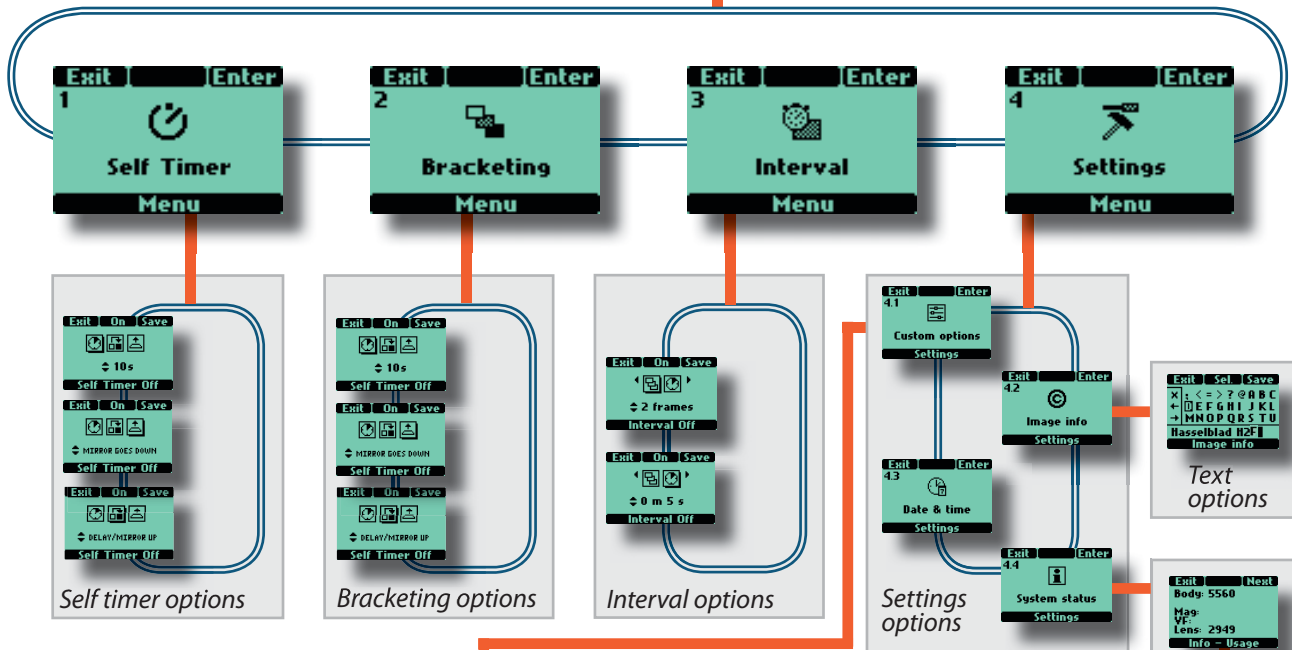 Exit Enter
1
Self Timer
Menu
Exit Enter
2
Bracketing
Menu
Exit Enter
3
Interval
Menu
Exit Enter
4
Settings
Menu
Exit On Save
10s
Self Timer Off
Exit On Save
MIRROR GOES DOWN
Self Timer Off
Exit On Save
DELAY/MIRROR UP
Self Timer Off
Self timer options
Exit On Save
10s
Self Timer Off
Exit On Save
MIRROR GOES DOWN
Self Timer Off
Exit On Save
DELAY/MIRROR UP
Self Timer Off
Bracketing options
Exit On Save
2 frames
Interval Off
Exit On Save
0 m 5 s
Interval Off
Interval options
Exit Enter
4.1
Custom options
Settings
Exit Enter
4.2
Image info
Settings
Exit Enter
4.3
Date & time
Settings
Exit Enter
4.4
System status
Settings
Settings
options
Exit Sel. Save
: < = > ? @ A B C
D E F G H I J K L
M N O P Q R S T U
Hasselblad H2F
Image info
Text
options
Exit Next
Body: 5560
Mag:
VF:
Lens: 2949
Info - Usage